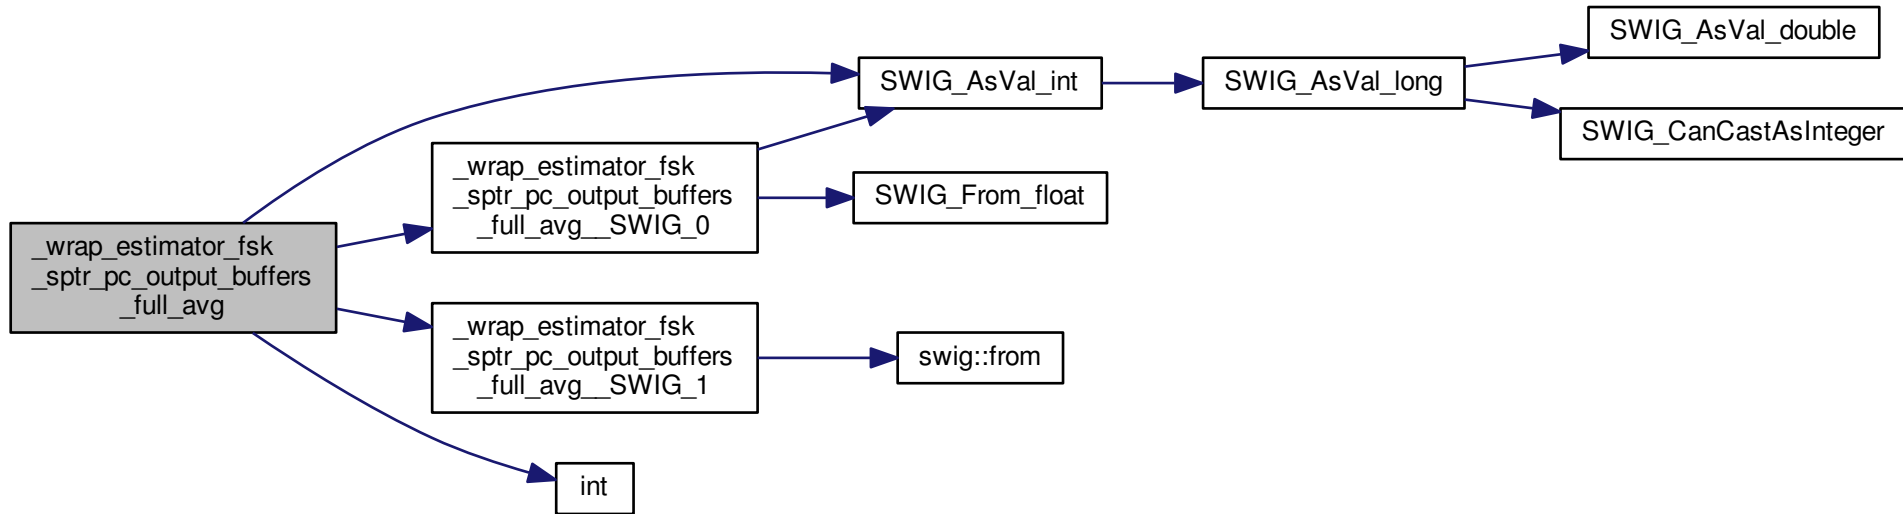 _wrap_estimator_fsk
_sptr_pc_output_buffers
_full_avg
_wrap_estimator_fsk
_sptr_pc_output_buffers
_full_avg__SWIG_0
_wrap_estimator_fsk
_sptr_pc_output_buffers
_full_avg__SWIG_1
int
SWIG_AsVal_int
SWIG_From_float
swig::from
SWIG_AsVal_long
SWIG_AsVal_double
SWIG_CanCastAsInteger